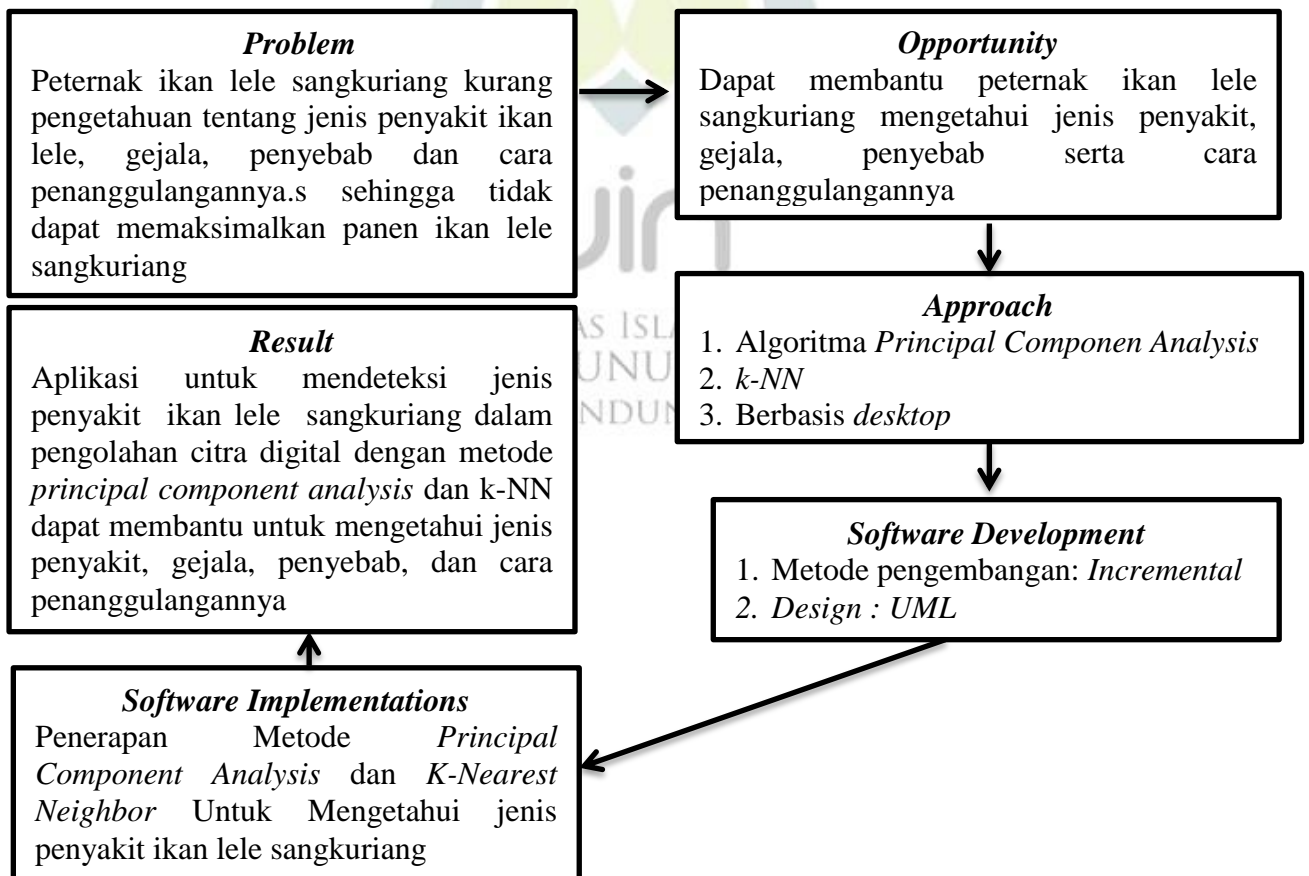 Problem
Peternak ikan lele sangkuriang kurang
pengetahuan tentang jenis penyakit ikan
lele, gejala, penyebab dan cara
penanggulangannya.s sehingga tidak
dapat memaksimalkan panen ikan lele
sangkuriang
Opportunity
Dapat membantu peternak ikan lele
sangkuriang mengetahui jenis penyakit,
gejala, penyebab serta cara
penanggulangannya
Approach
1. Algoritma Principal Componen Analysis
2. k-NN
3. Berbasis desktop
Software Development
1. Metode pengembangan: Incremental
2. Design : UML
Software Implementations
Penerapan Metode Principal
Component Analysis dan K-Nearest
Neighbor Untuk Mengetahui jenis
penyakit ikan lele sangkuriang
Result
Aplikasi untuk mendeteksi jenis
penyakit ikan lele sangkuriang dalam
pengolahan citra digital dengan metode
principal component analysis dan k-NN
dapat membantu untuk mengetahui jenis
penyakit, gejala, penyebab, dan cara
penanggulangannya